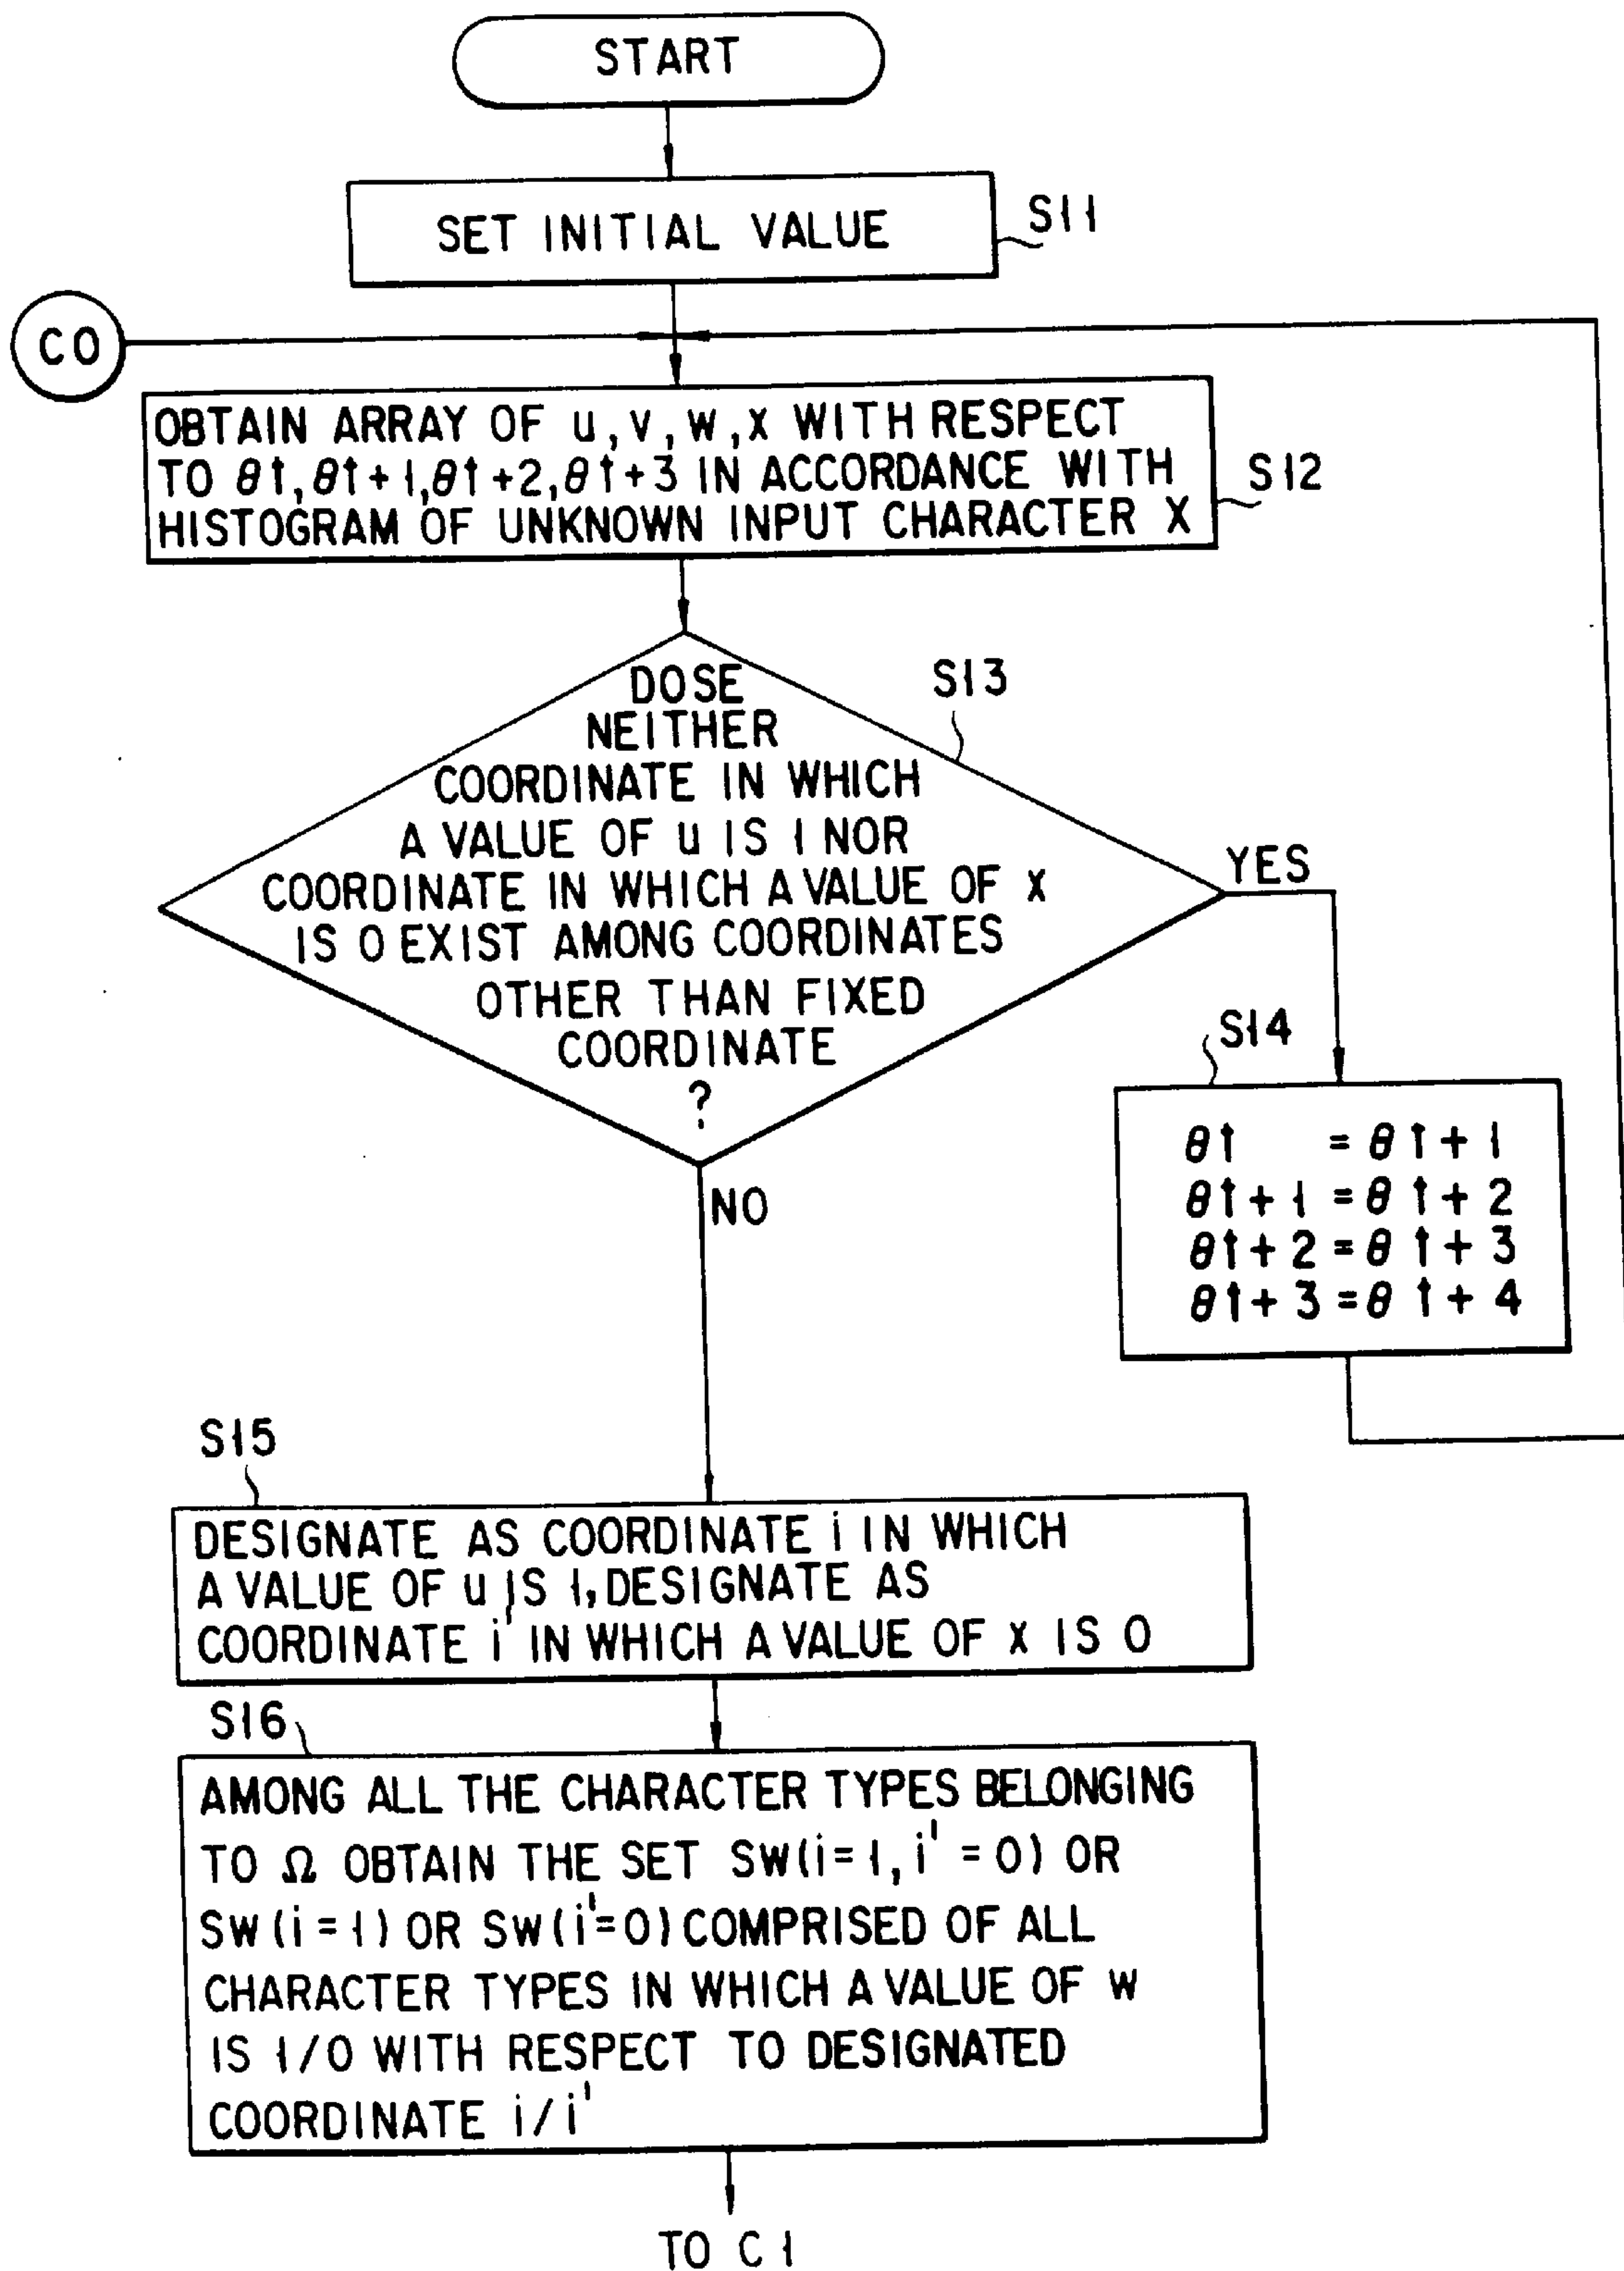 START
SET INITIAL VALUE
S11
C0
OBTAIN ARRAY OF u, v, w, x WITH RESPECT
TO θt, θt+1, θt+2, θt+3 IN ACCORDANCE WITH
HISTOGRAM OF UNKNOWN INPUT CHARACTER X
S12
DOSE
NEITHER
COORDINATE IN WHICH
A VALUE OF u IS 1 NOR
COORDINATE IN WHICH A VALUE OF x
IS 0 EXIST AMONG COORDINATES
OTHER THAN FIXED
COORDINATE
?
S13
YES
S14
θt = θt+1
θt+1 = θt+2
θt+2 = θt+3
θt+3 = θt+4
NO
S15
DESIGNATE AS COORDINATE i IN WHICH
A VALUE OF u IS 1, DESIGNATE AS
COORDINATE i' IN WHICH A VALUE OF x IS 0
S16
AMONG ALL THE CHARACTER TYPES BELONGING
TO Ω OBTAIN THE SET SW(i=1, i'=0) OR
SW(i=1) OR SW(i'=0) COMPRISED OF ALL
CHARACTER TYPES IN WHICH A VALUE OF w
IS 1/0 WITH RESPECT TO DESIGNATED
COORDINATE i/i'
TO C1